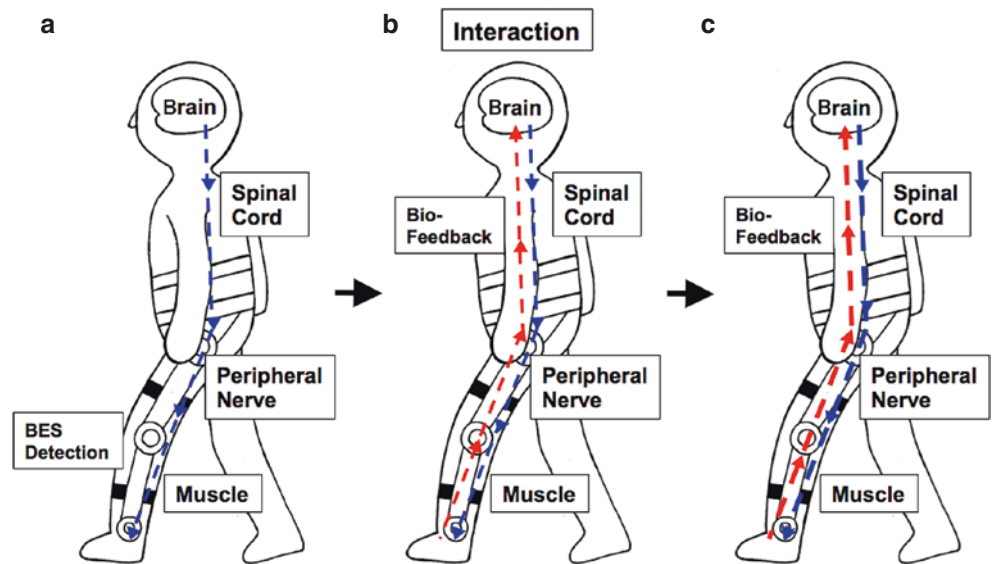 a
Brain
Spinal
Cord
Peripheral
Nerve
BES
Detection
Muscle
b
Interaction
Brain
Spinal
Cord
Bio-
Feedback
Peripheral
Nerve
Muscle
c
Brain
Spinal
Cord
Bio-
Feedback
Peripheral
Nerve
Muscle